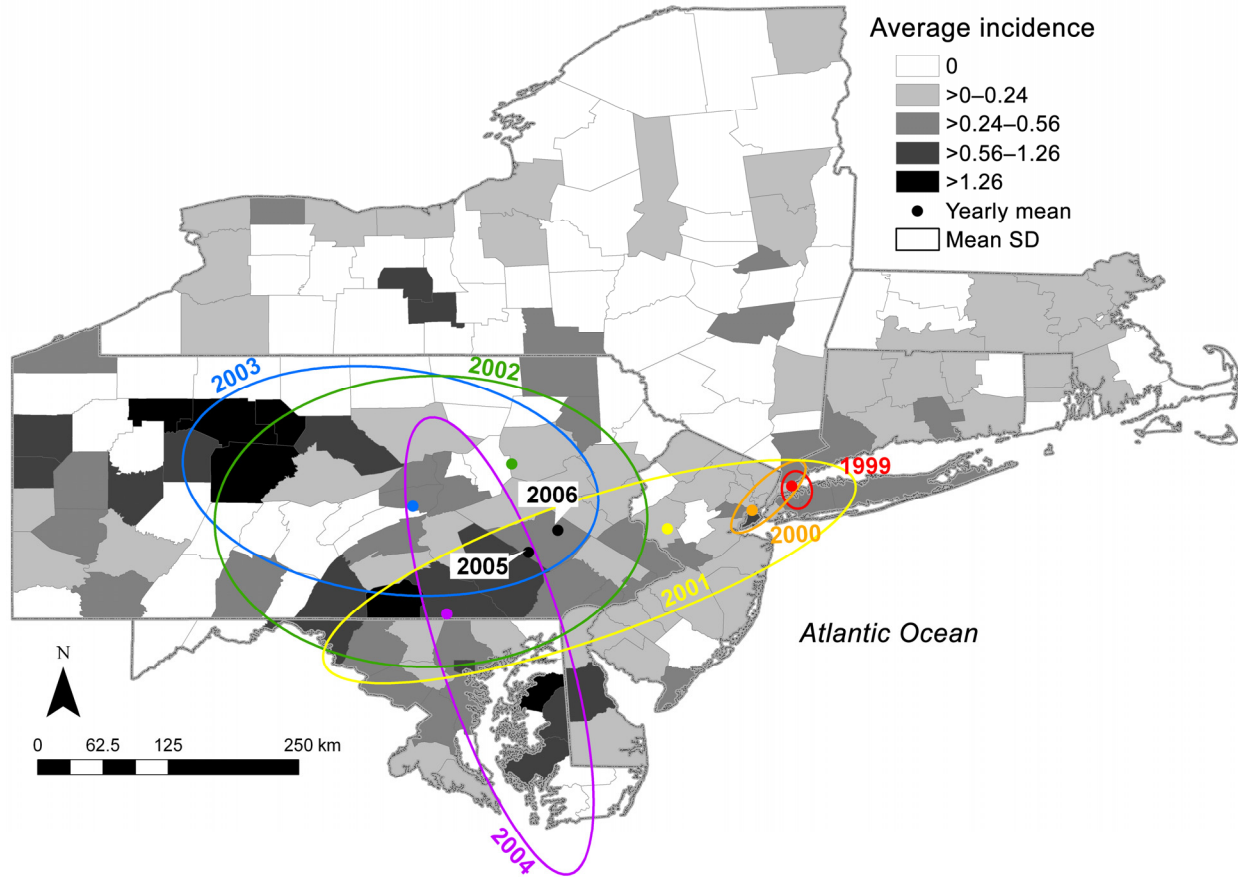 Average incidence
0
>0–0.24
>0.24–0.56
>0.56–1.26
>1.26
Yearly mean
Mean SD
2003
2002
1999
2006
2000
2005
2001
Atlantic Ocean
N
0 62.5 125 250 km
2004